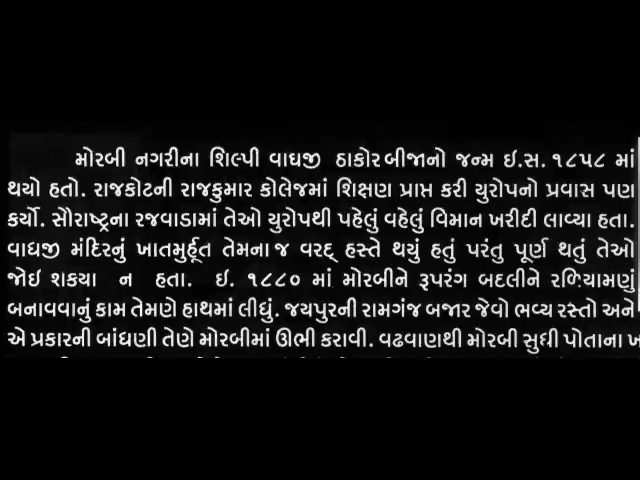 મોરબી નગરીના શિલ્પી વાઘજી ઠાકોર બીજાનો જન્મ ઇ.સ. ૧૮૫૮ માં
થયો હતો. રાજકોટની રાજકુમાર કોલેજમાં શિક્ષણ પ્રાપ્ત કરી યુરોપનો પ્રવાસ પણ
કર્યો. સૌરાષ્ટ્રના રજવાડામાં તેઓ યુરોપથી પહેલું વહેલું વિમાન ખરીદી લાવ્યા હતા.
વાઘજી મંદિરનું ખાતમુર્હૂત તેમના જ વરદ્ હસ્તે થયું હતું પરંતુ પૂર્ણ થતું તેઓ
જોઇ શકયા ન હતા. ઇ. ૧૮૮૦ માં મોરબીને રૂપરંગ બદલીને રળિયામણું
બનાવવાનું કામ તેમણે હાથમાં લીધું. જયપુરની રામગંજ બજાર જેવો ભવ્ય રસ્તો અને
એ પ્રકારની બાંધણી તેણે મોરબીમાં ઊભી કરાવી. વઢવાણથી મોરબી સુધી પોતાના